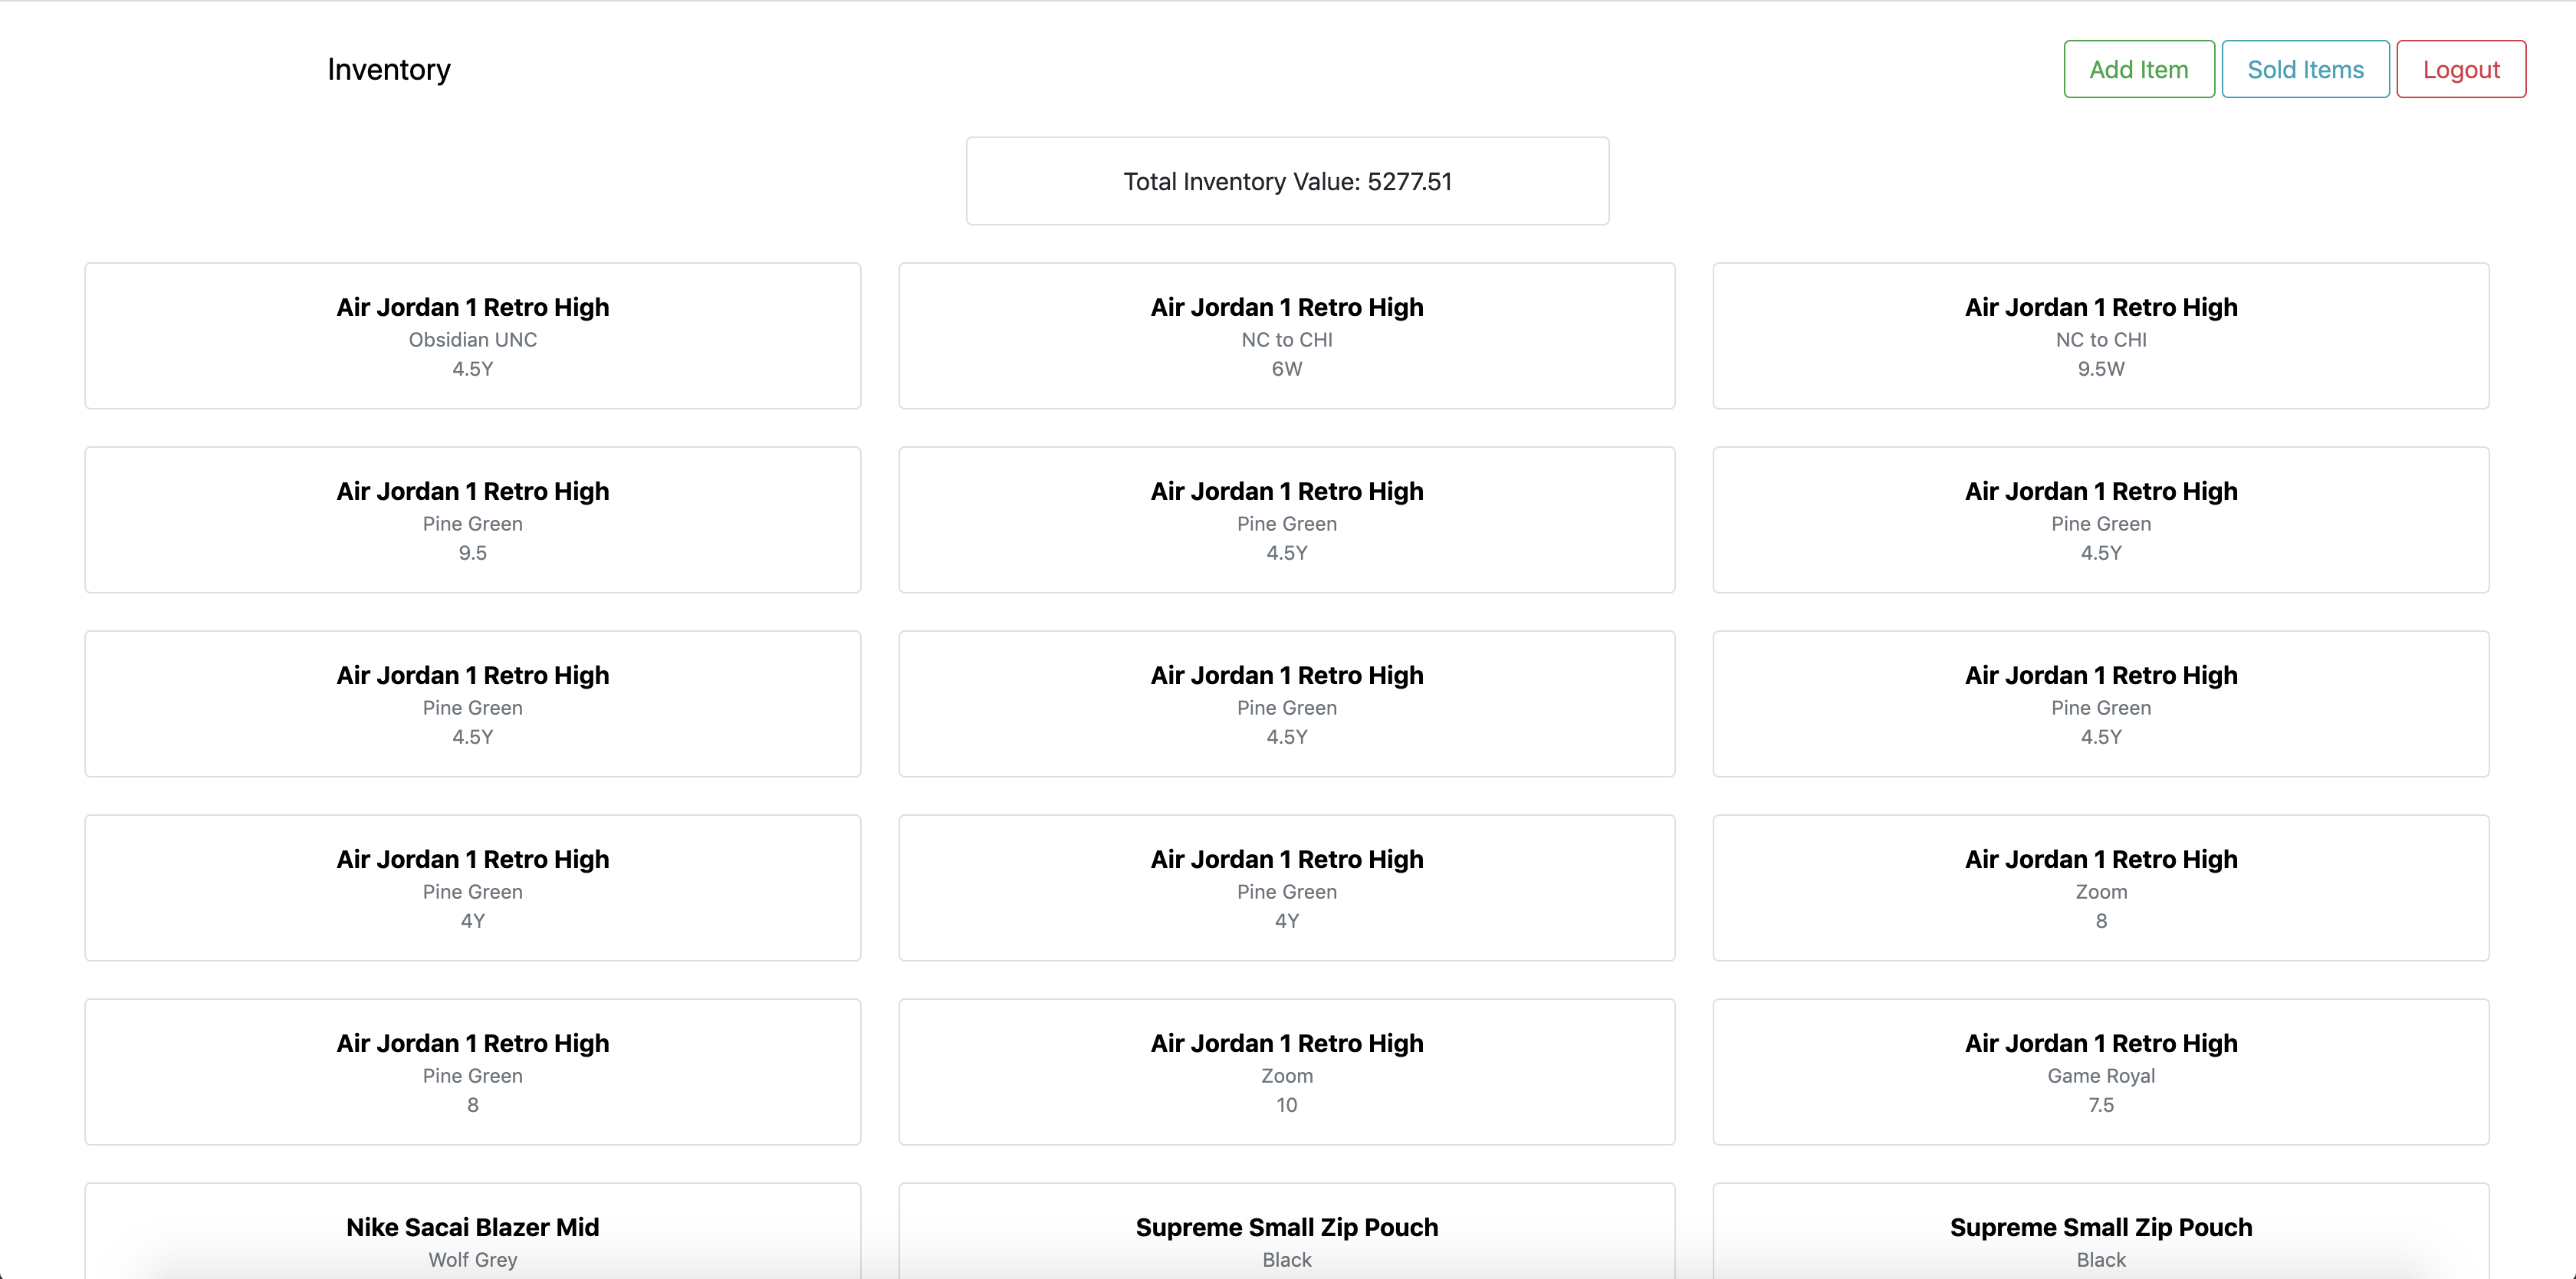 Inventory
Add Item
Sold Items
Logout
Total Inventory Value: 5277.51
Air Jordan 1 Retro High
Obsidian UNC
4.5Y
Air Jordan 1 Retro High
NC to CHI
6W
Air Jordan 1 Retro High
NC to CHI
9.5W
Air Jordan 1 Retro High
Pine Green
9.5
Air Jordan 1 Retro High
Pine Green
4.5Y
Air Jordan 1 Retro High
Pine Green
4.5Y
Air Jordan 1 Retro High
Pine Green
4.5Y
Air Jordan 1 Retro High
Pine Green
4.5Y
Air Jordan 1 Retro High
Pine Green
4.5Y
Air Jordan 1 Retro High
Pine Green
4Y
Air Jordan 1 Retro High
Pine Green
4Y
Air Jordan 1 Retro High
Zoom
8
Air Jordan 1 Retro High
Pine Green
8
Air Jordan 1 Retro High
Zoom
10
Air Jordan 1 Retro High
Game Royal
7.5
Nike Sacai Blazer Mid
Wolf Grey
Supreme Small Zip Pouch
Black
Supreme Small Zip Pouch
Black